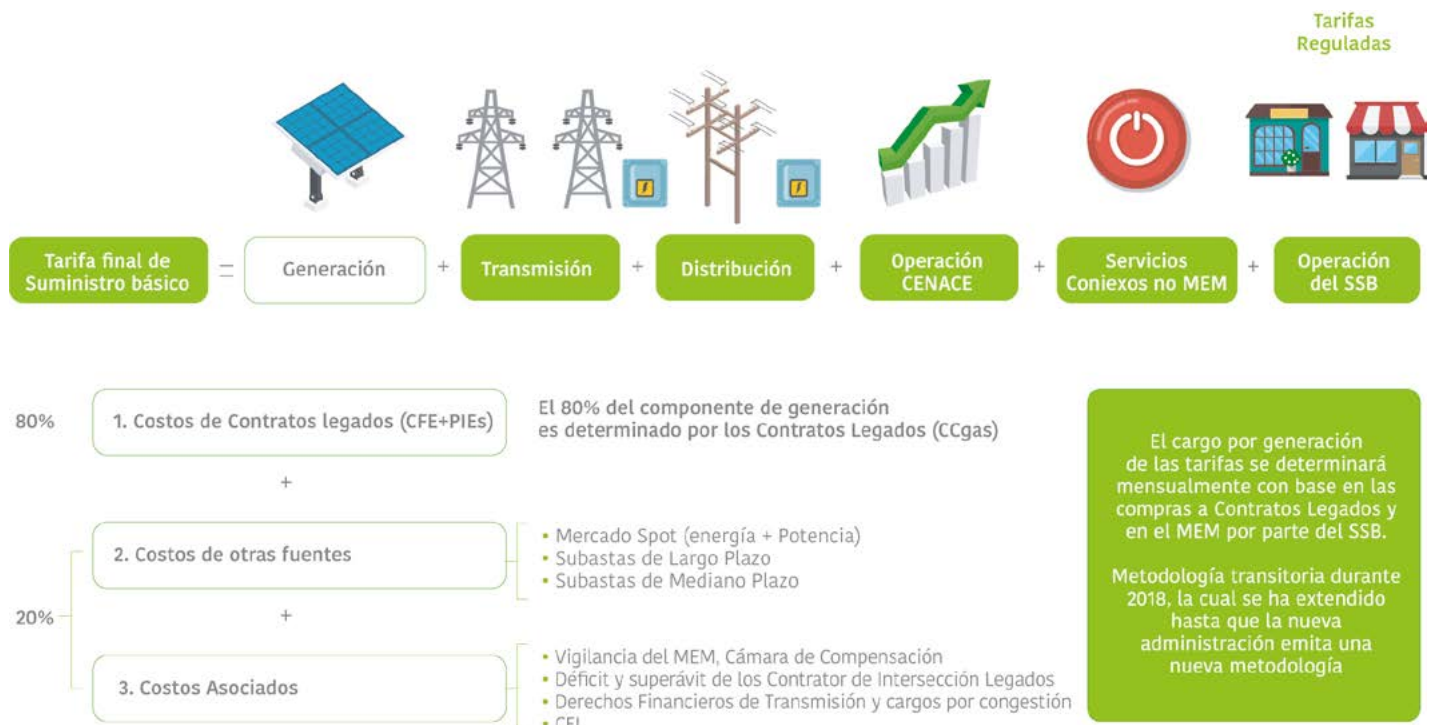 Tarifas
Reguladas
Tarifa final de
Suministro básico
=
Generación
+
Transmisión
+
Distribución
+
Operación
CENACE
+
Servicios
Coniexos no MEM
+
Operación
del SSB
80%
1. Costos de Contratos legados (CFE+PIEs)
El 80% del componente de generación
es determinado por los Contratos Legados (CCgas)
+
2. Costos de otras fuentes
• Mercado Spot (energía + Potencia)
• Subastas de Largo Plazo
• Subastas de Mediano Plazo
20%
+
3. Costos Asociados
• Vigilancia del MEM, Cámara de Compensación
• Déficit y superávit de los Contrator de Intersección Legados
• Derechos Financieros de Transmisión y cargos por congestión
El cargo por generación
de las tarifas se determinará
mensualmente con base en las
compras a Contratos Legados y
en el MEM por parte del SSB.
Metodología transitoria durante
2018, la cual se ha extendido
hasta que la nueva
administración emita una
nueva metodología